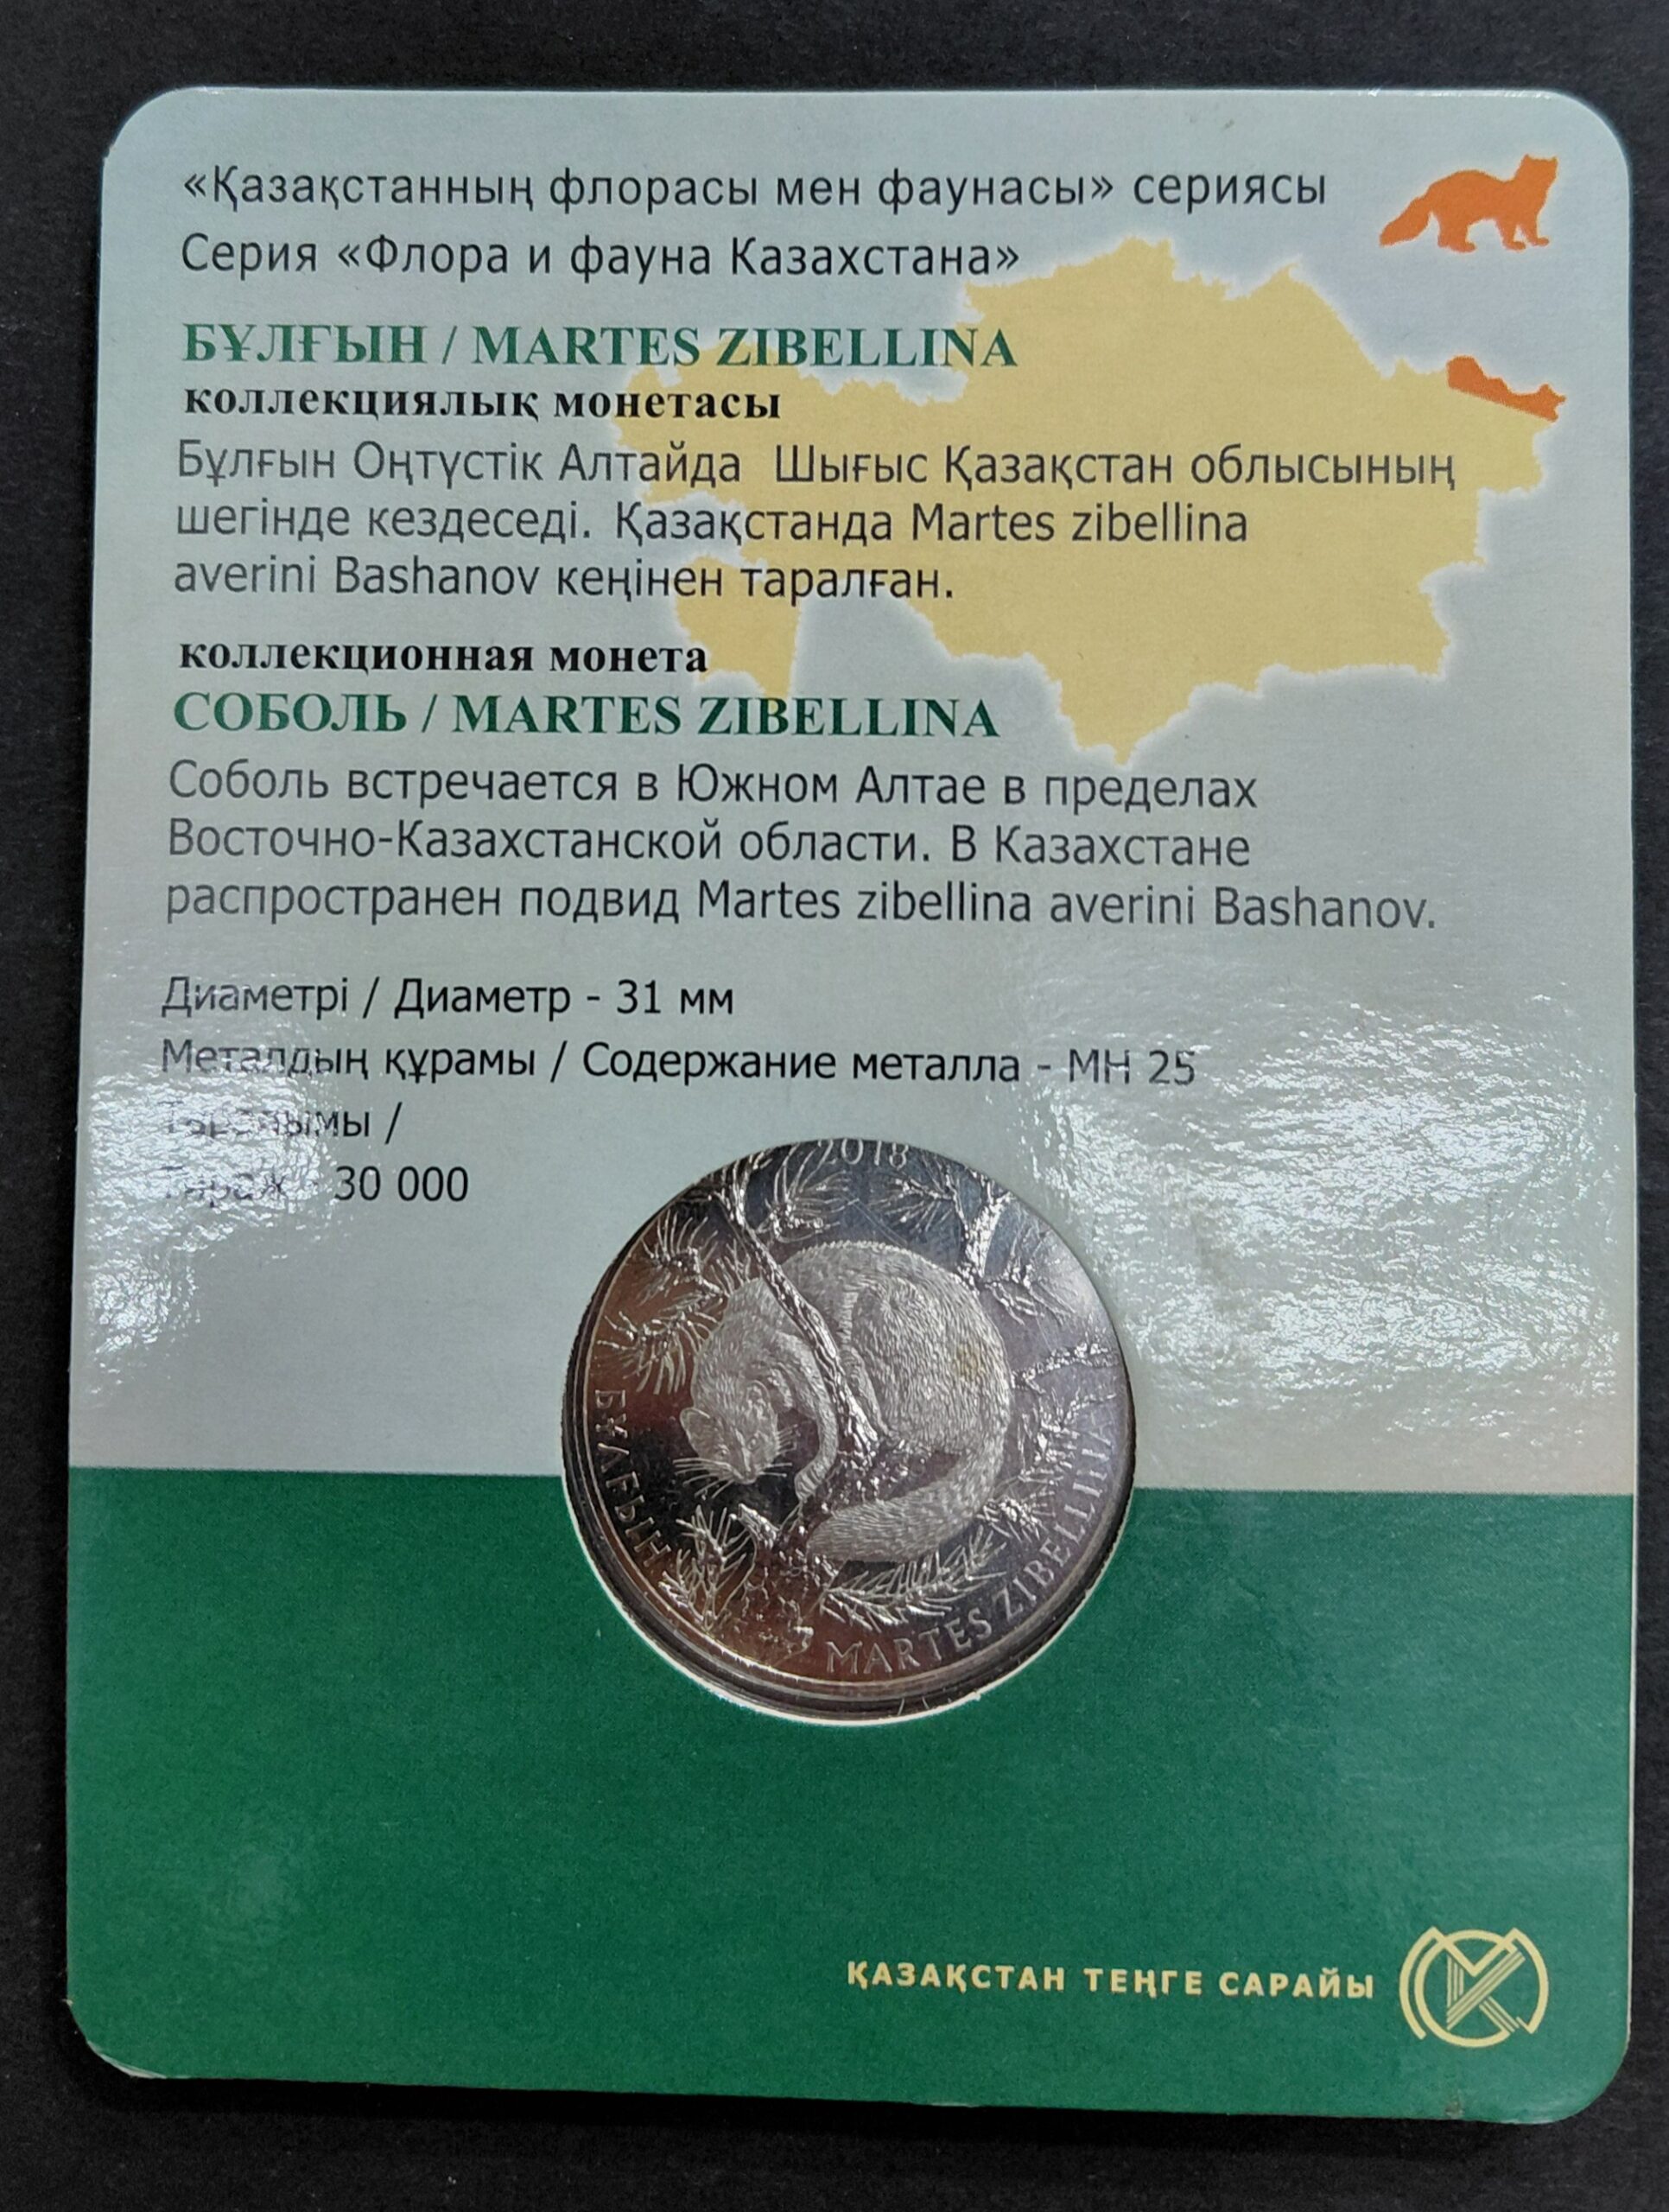 «Қазақстанның флорасы мен фаунасы» сериясы
Серия «Флора и фауна Казахстана»
БҰЛҒЫН / MARTES ZIBELLINA
коллекциялық монетасы
Бұлғын Оңтүстік Алтайда Шығыс Қазақстан облысының
шегінде кездеседі. Қазақстанда Martes zibellina
averini Bashanov кеңінен таралған.
коллекционная монета
СОБОЛЬ / MARTES ZIBELLINA
Соболь встречается в Южном Алтае в пределах
Восточно-Казахстанской области. В Казахстане
распространен подвид Martes zibellina averini Bashanov.
Диаметрі / Диаметр - 31 мм
Металдың құрамы / Содержание металла - МН 25
Таралымы /
Тираж - 30 000
2018
БҰЛҒЫН
MARTES ZIBELLINA
ҚАЗАҚСТАН ТЕҢГЕ САРАЙЫ